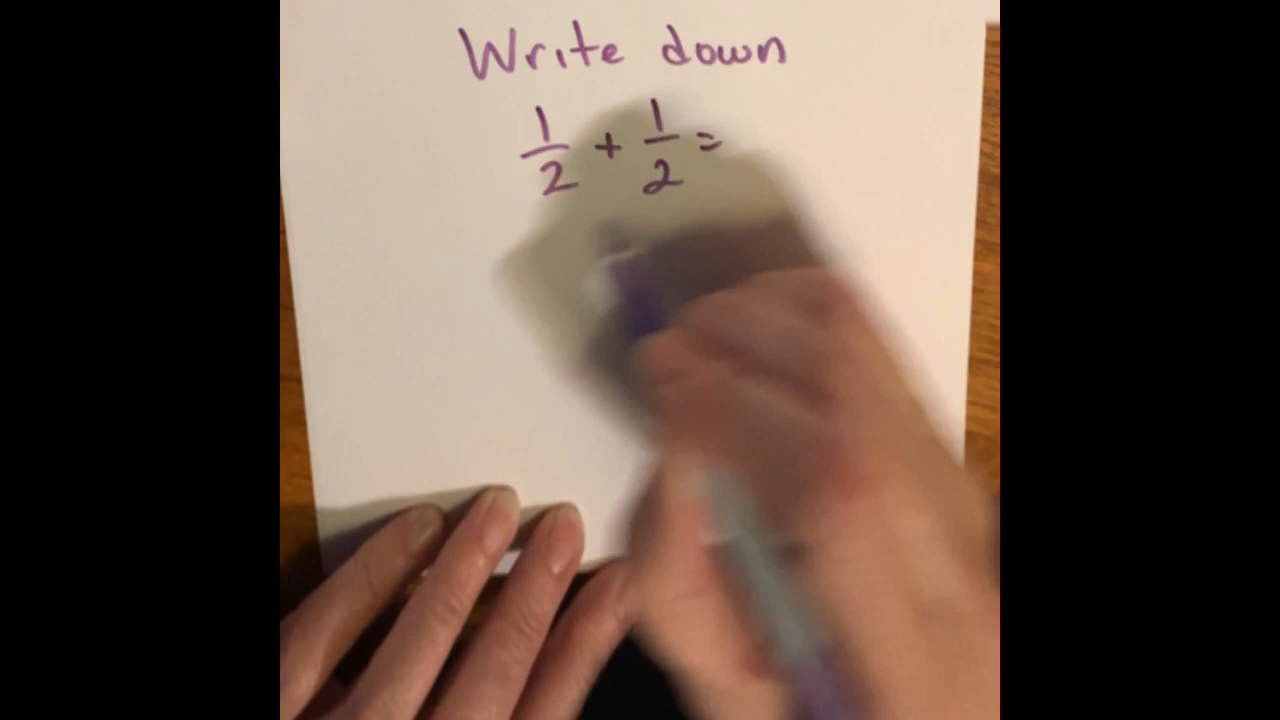 Write down
1/2 + 1/2 =